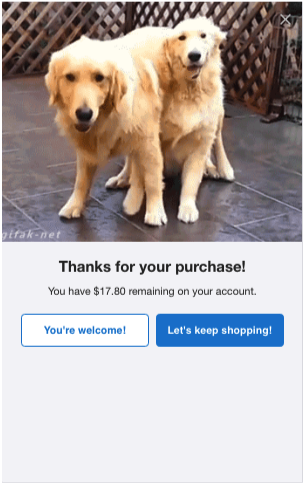 gifak-net
Thanks for your purchase!
You have $17.80 remaining on your account.
You're welcome!
Let's keep shopping!